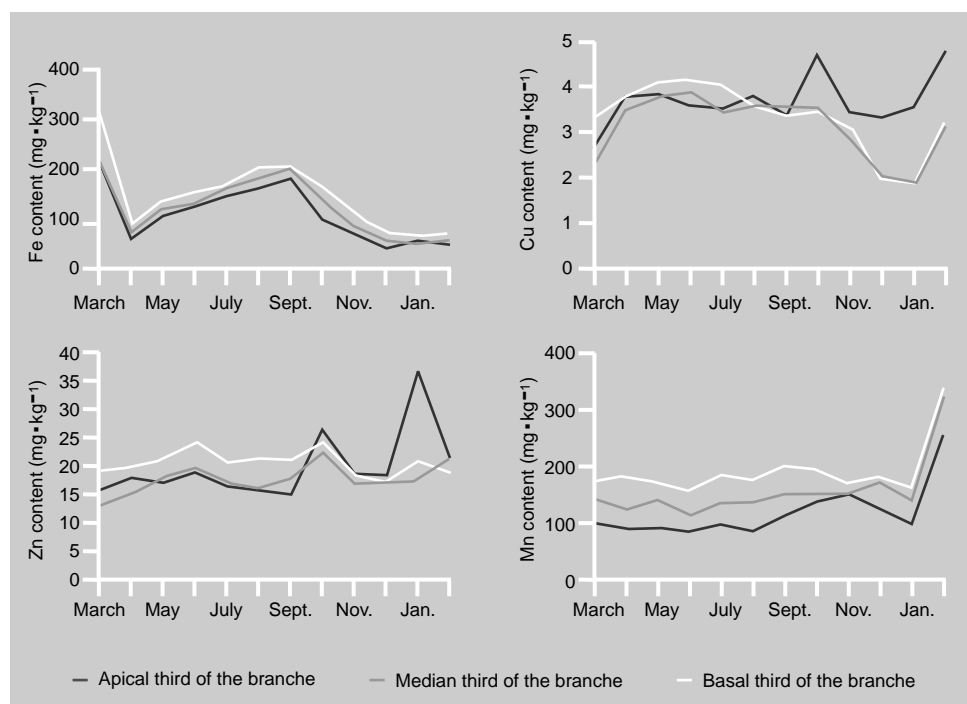 Fe content (mg•kg⁻¹)
400
300
200
100
0
March May July Sept. Nov. Jan.
Cu content (mg•kg⁻¹)
5
4
3
2
1
0
March May July Sept. Nov. Jan.
Zn content (mg•kg⁻¹)
40
35
30
25
20
15
10
5
0
March May July Sept. Nov. Jan.
Mn content (mg•kg⁻¹)
400
300
200
100
0
March May July Sept. Nov. Jan.
Apical third of the branche
Median third of the branche
Basal third of the branche